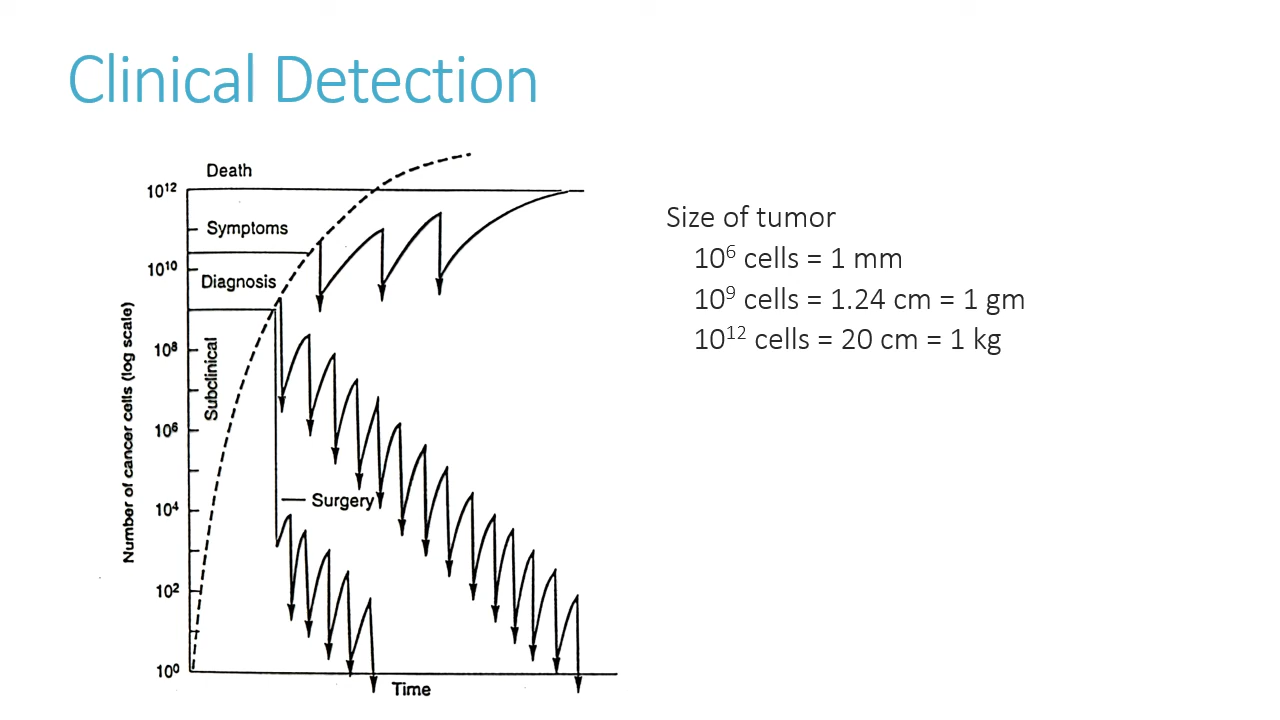 Clinical Detection
Number of cancer cells (log scale)
Death
10¹²
Symptoms
10¹⁰
Diagnosis
10⁸
Subclinical
10⁶
10⁴
Surgery
10²
10⁰
Time
Size of tumor
10⁶ cells = 1 mm
10⁹ cells = 1.24 cm = 1 gm
10¹² cells = 20 cm = 1 kg